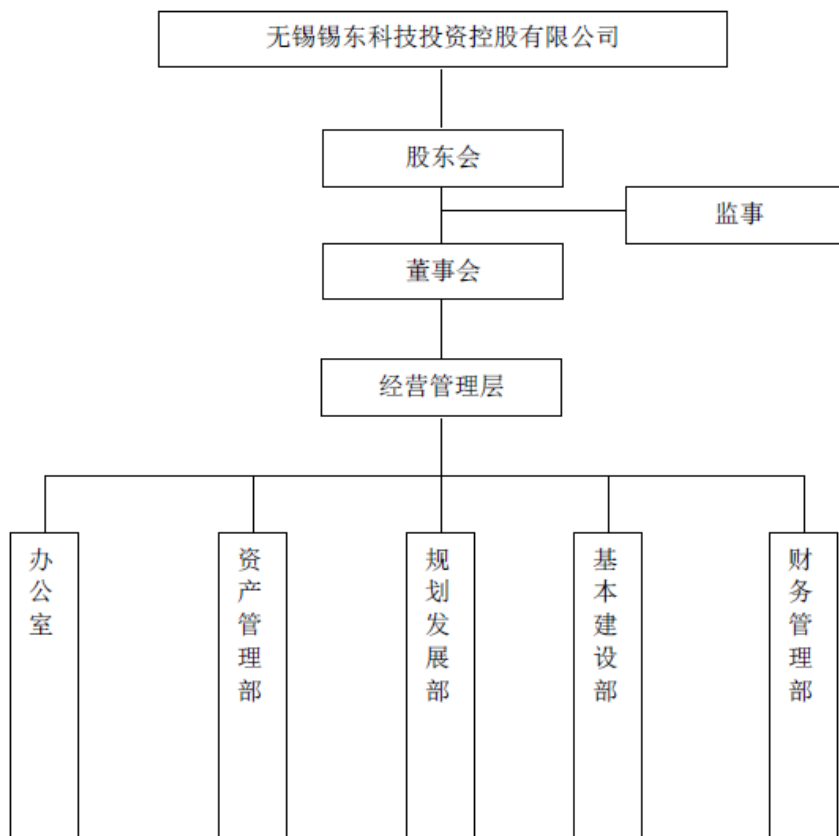 无锡锡东科技投资控股有限公司
股东会
监事
董事会
经营管理层
办公室
资产管理部
规划发展部
基本建设部
财务管理部